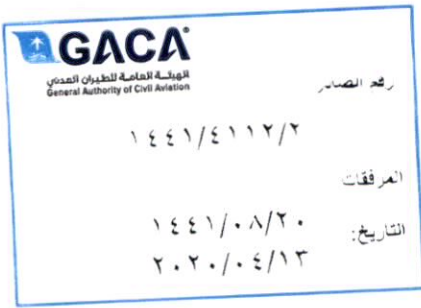 GACA
الهيئة العامة للطيران المدني
General Authority of Civil Aviation
رقم الصادر
١٤٤١/٤١١٢/٢
المرفقات
التاريخ: ١٤٤١/٠٨/٢٠
٢٠٢٠/٠٤/١٣